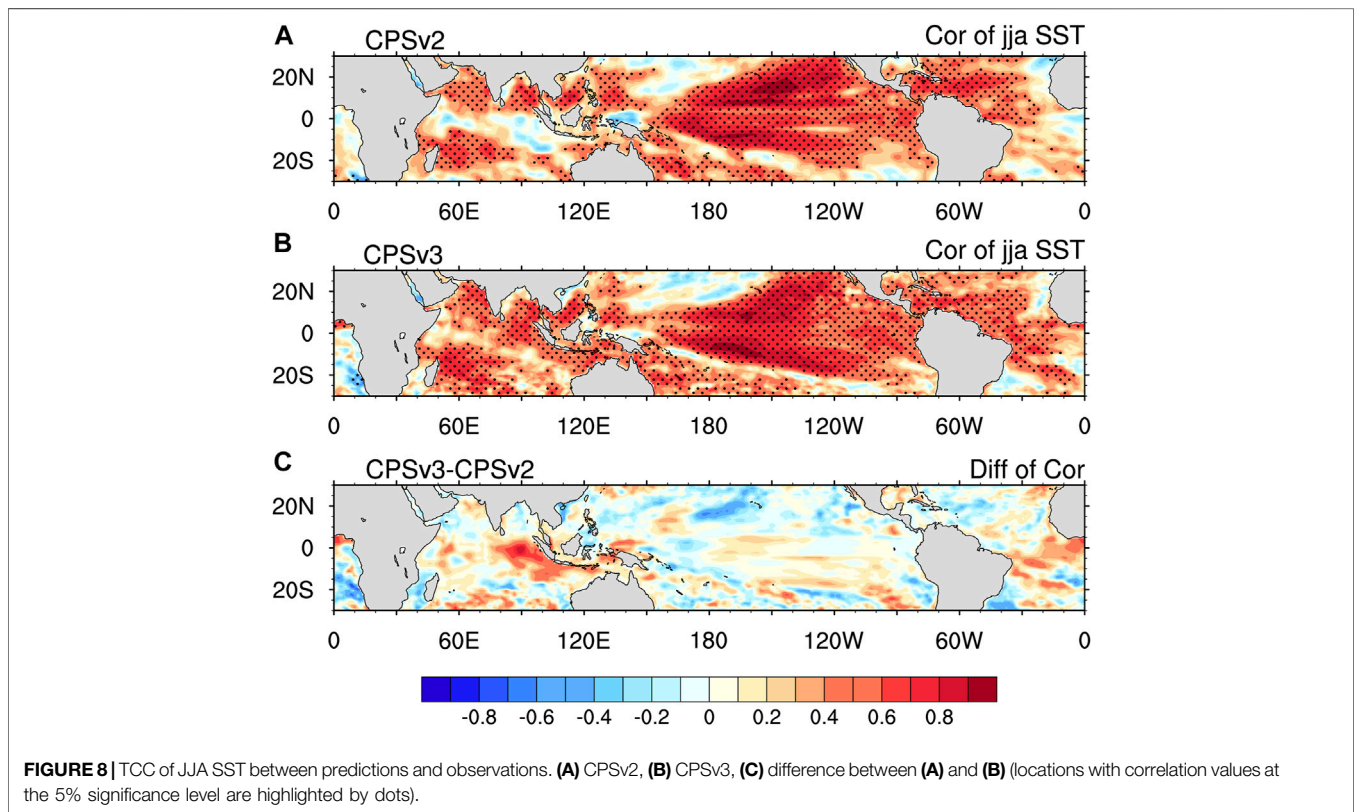 A
CPSv2 Cor of jja SST
20N
0
20S
0 60E 120E 180 120W 60W 0
B
CPSv3 Cor of jja SST
20N
0
20S
0 60E 120E 180 120W 60W 0
C
CPSv3-CPSv2 Diff of Cor
20N
0
20S
0 60E 120E 180 120W 60W 0
-0.8 -0.6 -0.4 -0.2 0 0.2 0.4 0.6 0.8
FIGURE 8 | TCC of JJA SST between predictions and observations. (A) CPSv2, (B) CPSv3, (C) difference between (A) and (B) (locations with correlation values at
the 5% significance level are highlighted by dots).